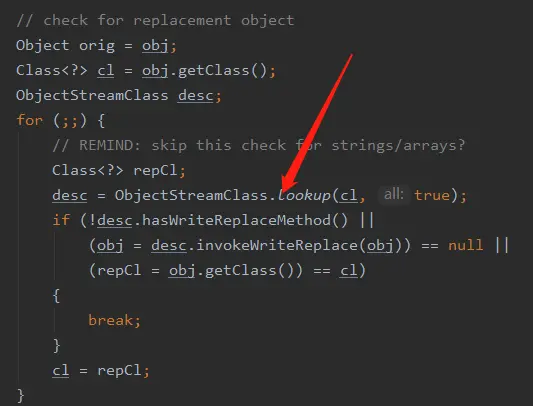 // check for replacement object
Object orig = obj;
Class<?> cl = obj.getClass();
ObjectStreamClass desc;
for (;;) {
// REMIND: skip this check for strings/arrays?
Class<?> repCl;
desc = ObjectStreamClass.lookup(cl, all: true);
if (!desc.hasWriteReplaceMethod() ||
(obj = desc.invokeWriteReplace(obj)) == null ||
(repCl = obj.getClass()) == cl)
{
break;
}
cl = repCl;
}